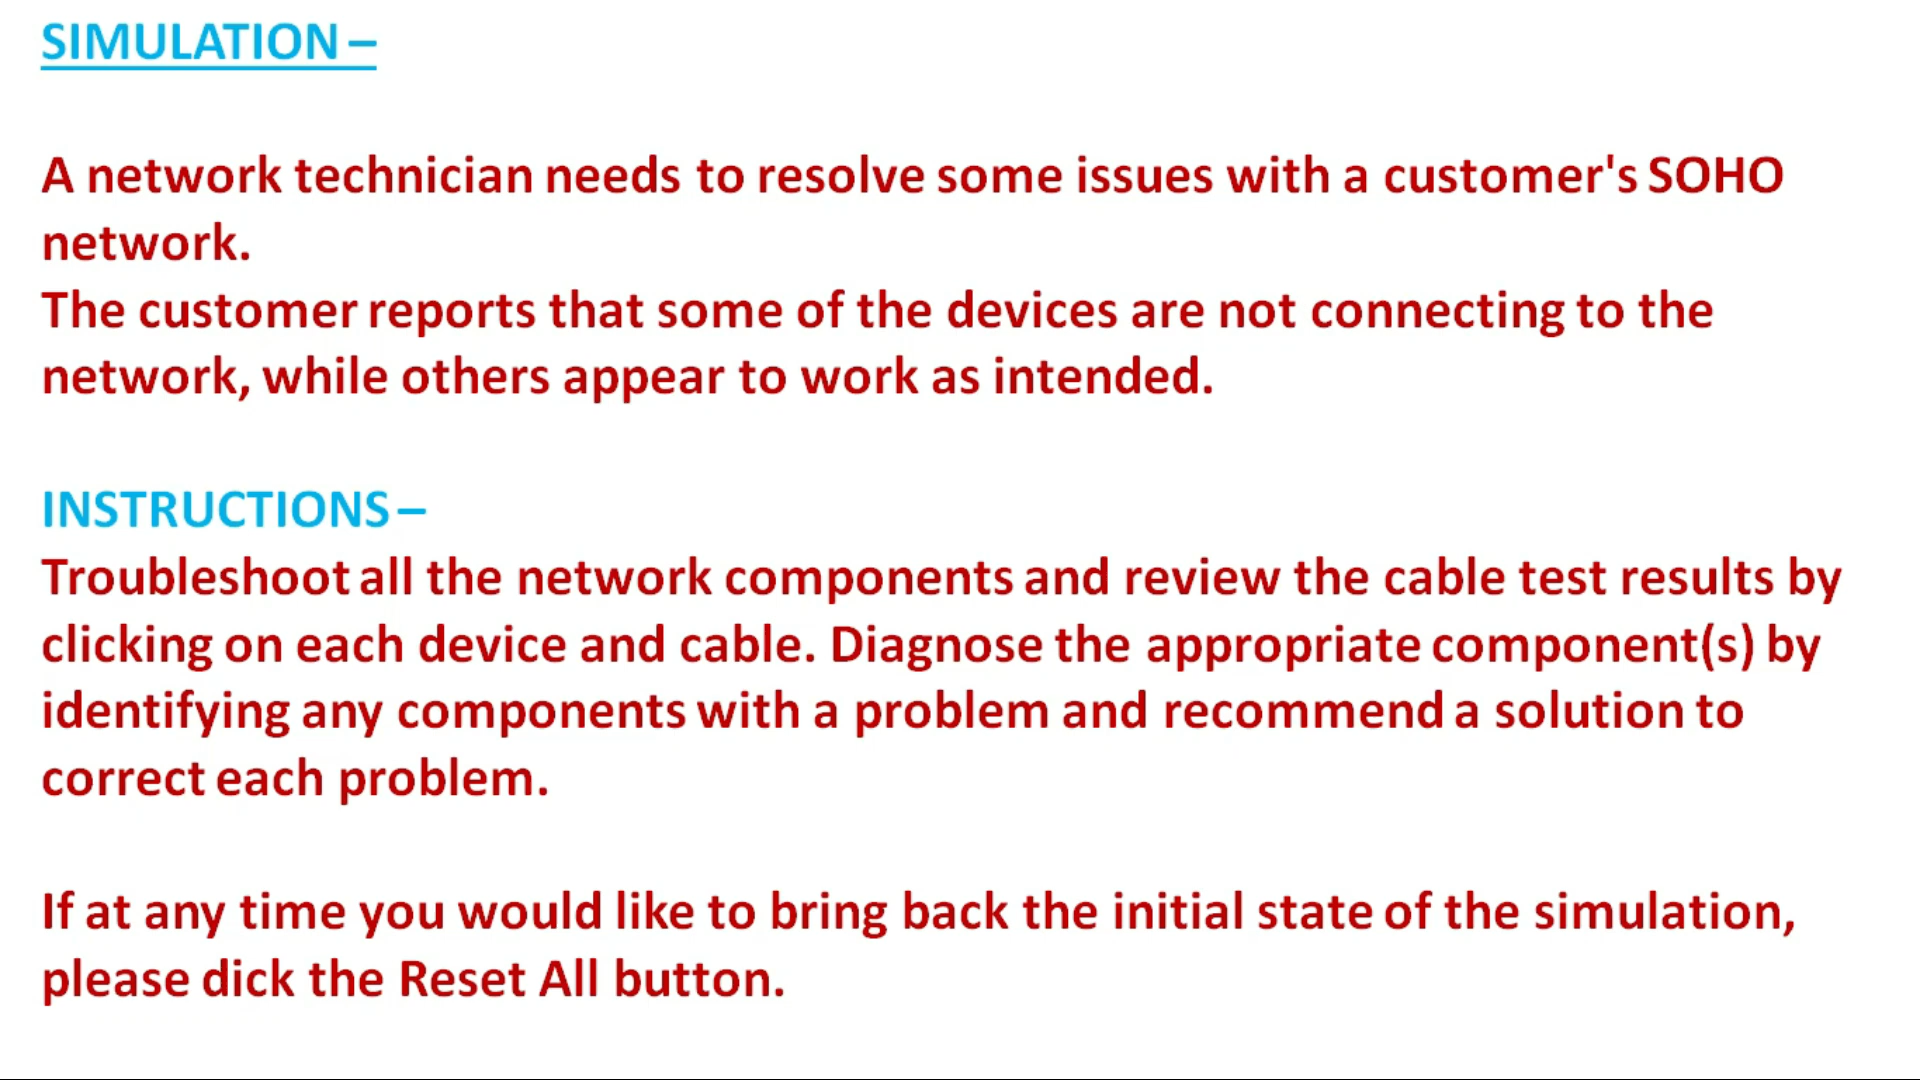 SIMULATION –
A network technician needs to resolve some issues with a customer's SOHO
network.
The customer reports that some of the devices are not connecting to the
network, while others appear to work as intended.
INSTRUCTIONS –
Troubleshoot all the network components and review the cable test results by
clicking on each device and cable. Diagnose the appropriate component(s) by
identifying any components with a problem and recommend a solution to
correct each problem.
If at any time you would like to bring back the initial state of the simulation,
please dick the Reset All button.